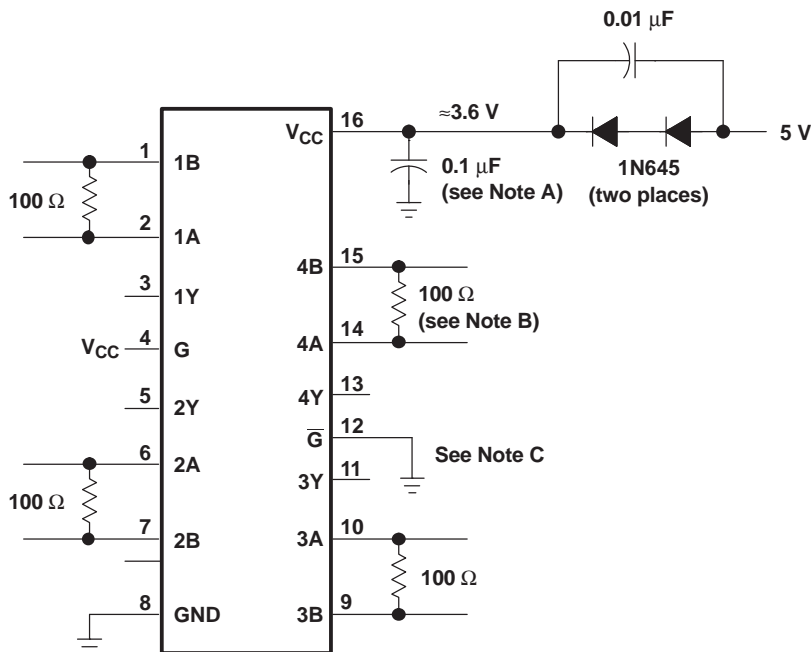 0.01 μF
16
VCC
≈3.6 V
5 V
1
1B
0.1 μF
(see Note A)
1N645
(two places)
100 Ω
2
1A
4B
15
3
1Y
100 Ω
(see Note B)
VCC
4
G
14
4A
5
2Y
13
4Y
12
G
See Note C
6
2A
11
3Y
100 Ω
7
2B
10
3A
100 Ω
8
GND
9
3B